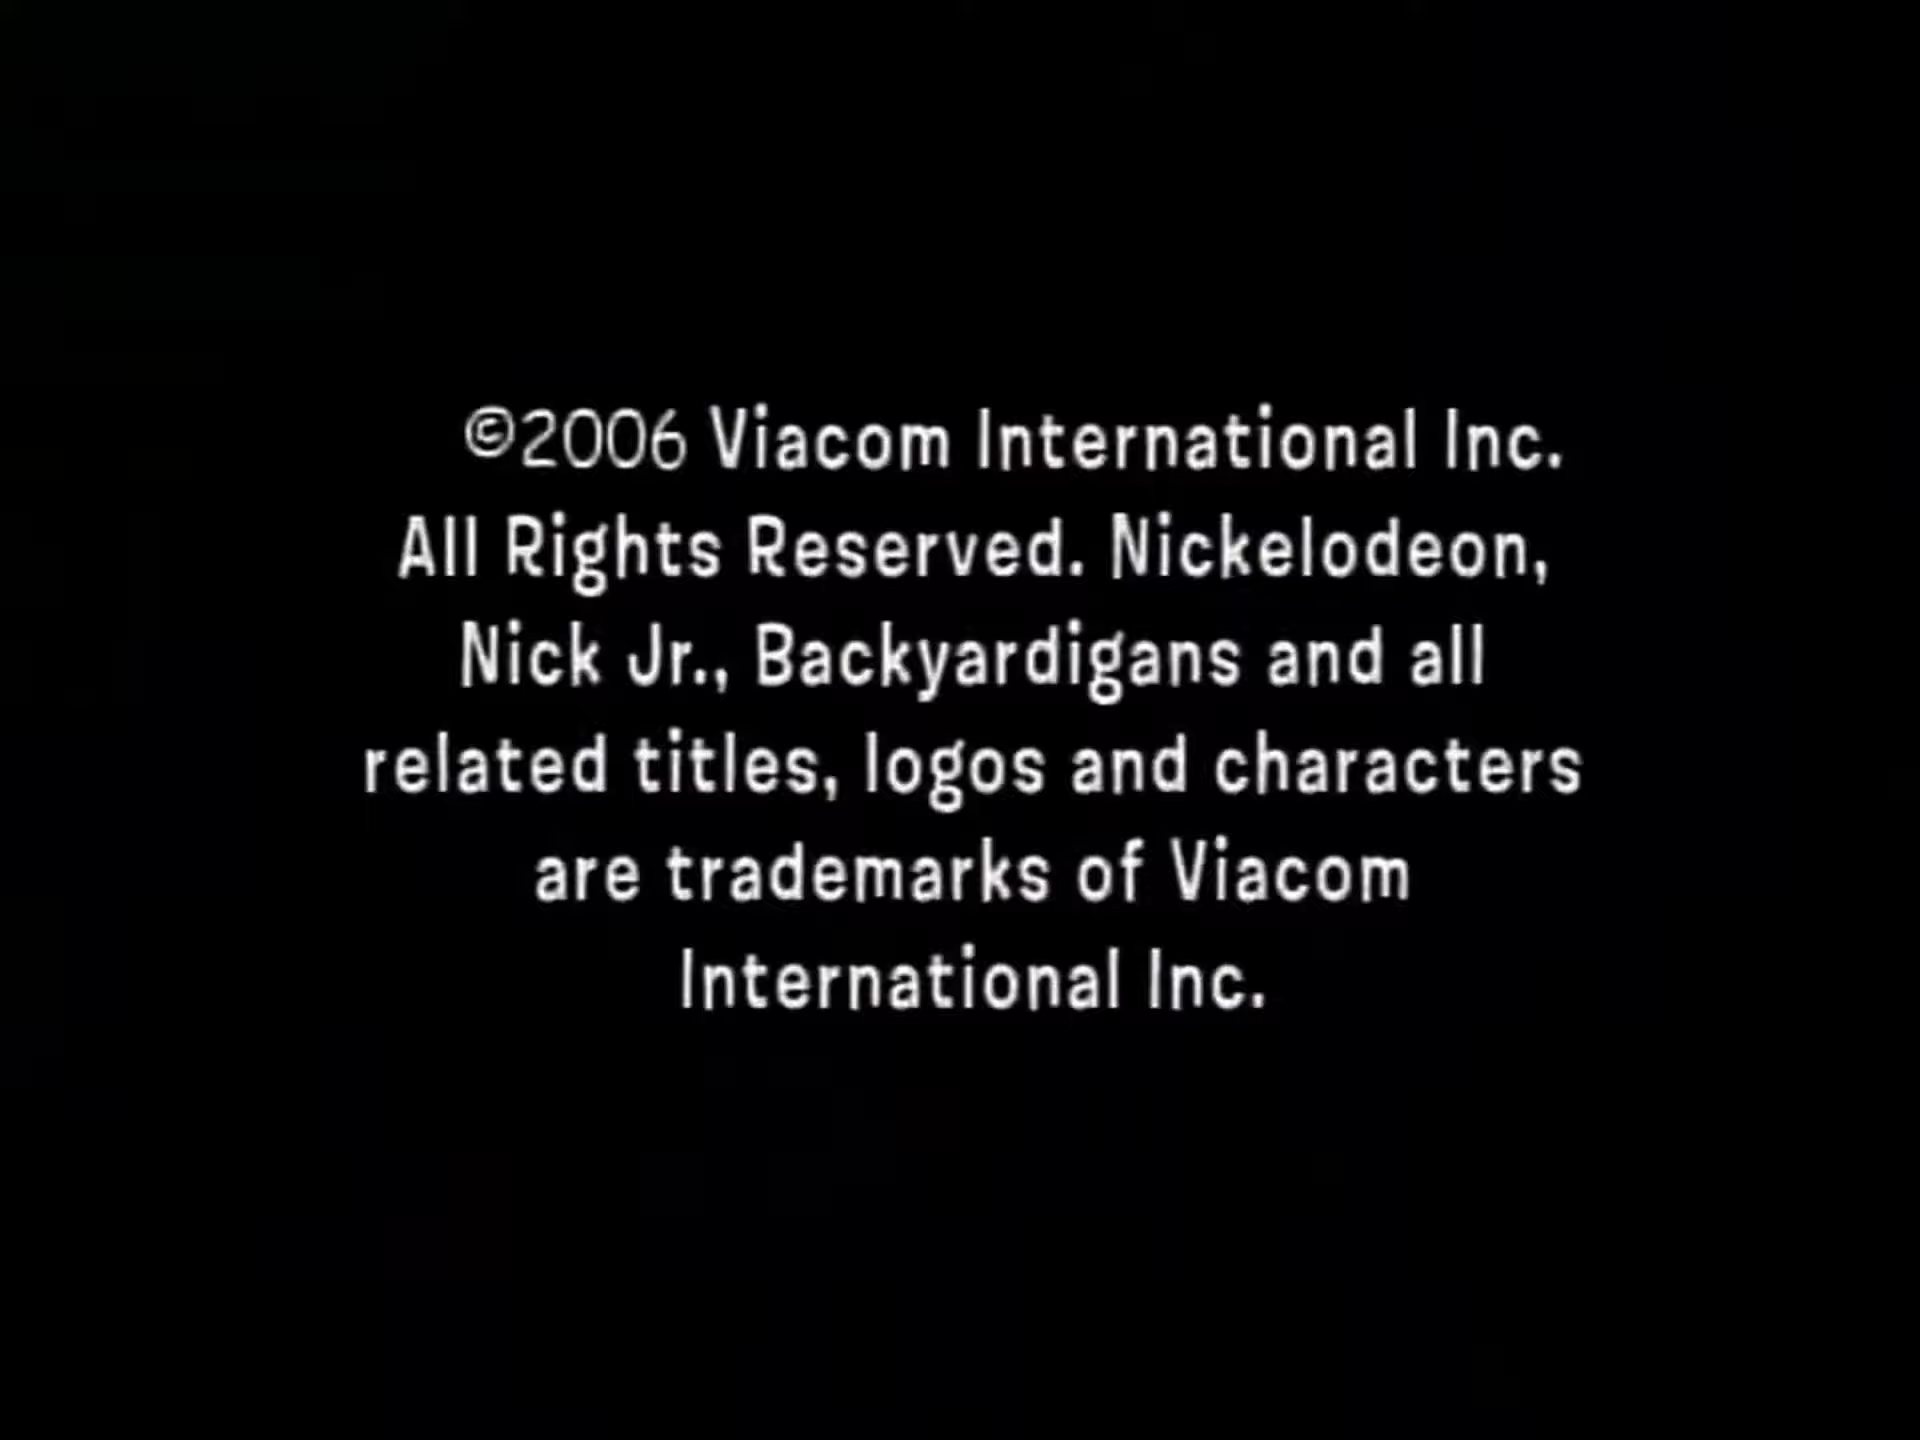 ©2006 Viacom International Inc.
All Rights Reserved. Nickelodeon,
Nick Jr., Backyardigans and all
related titles, logos and characters
are trademarks of Viacom
International Inc.